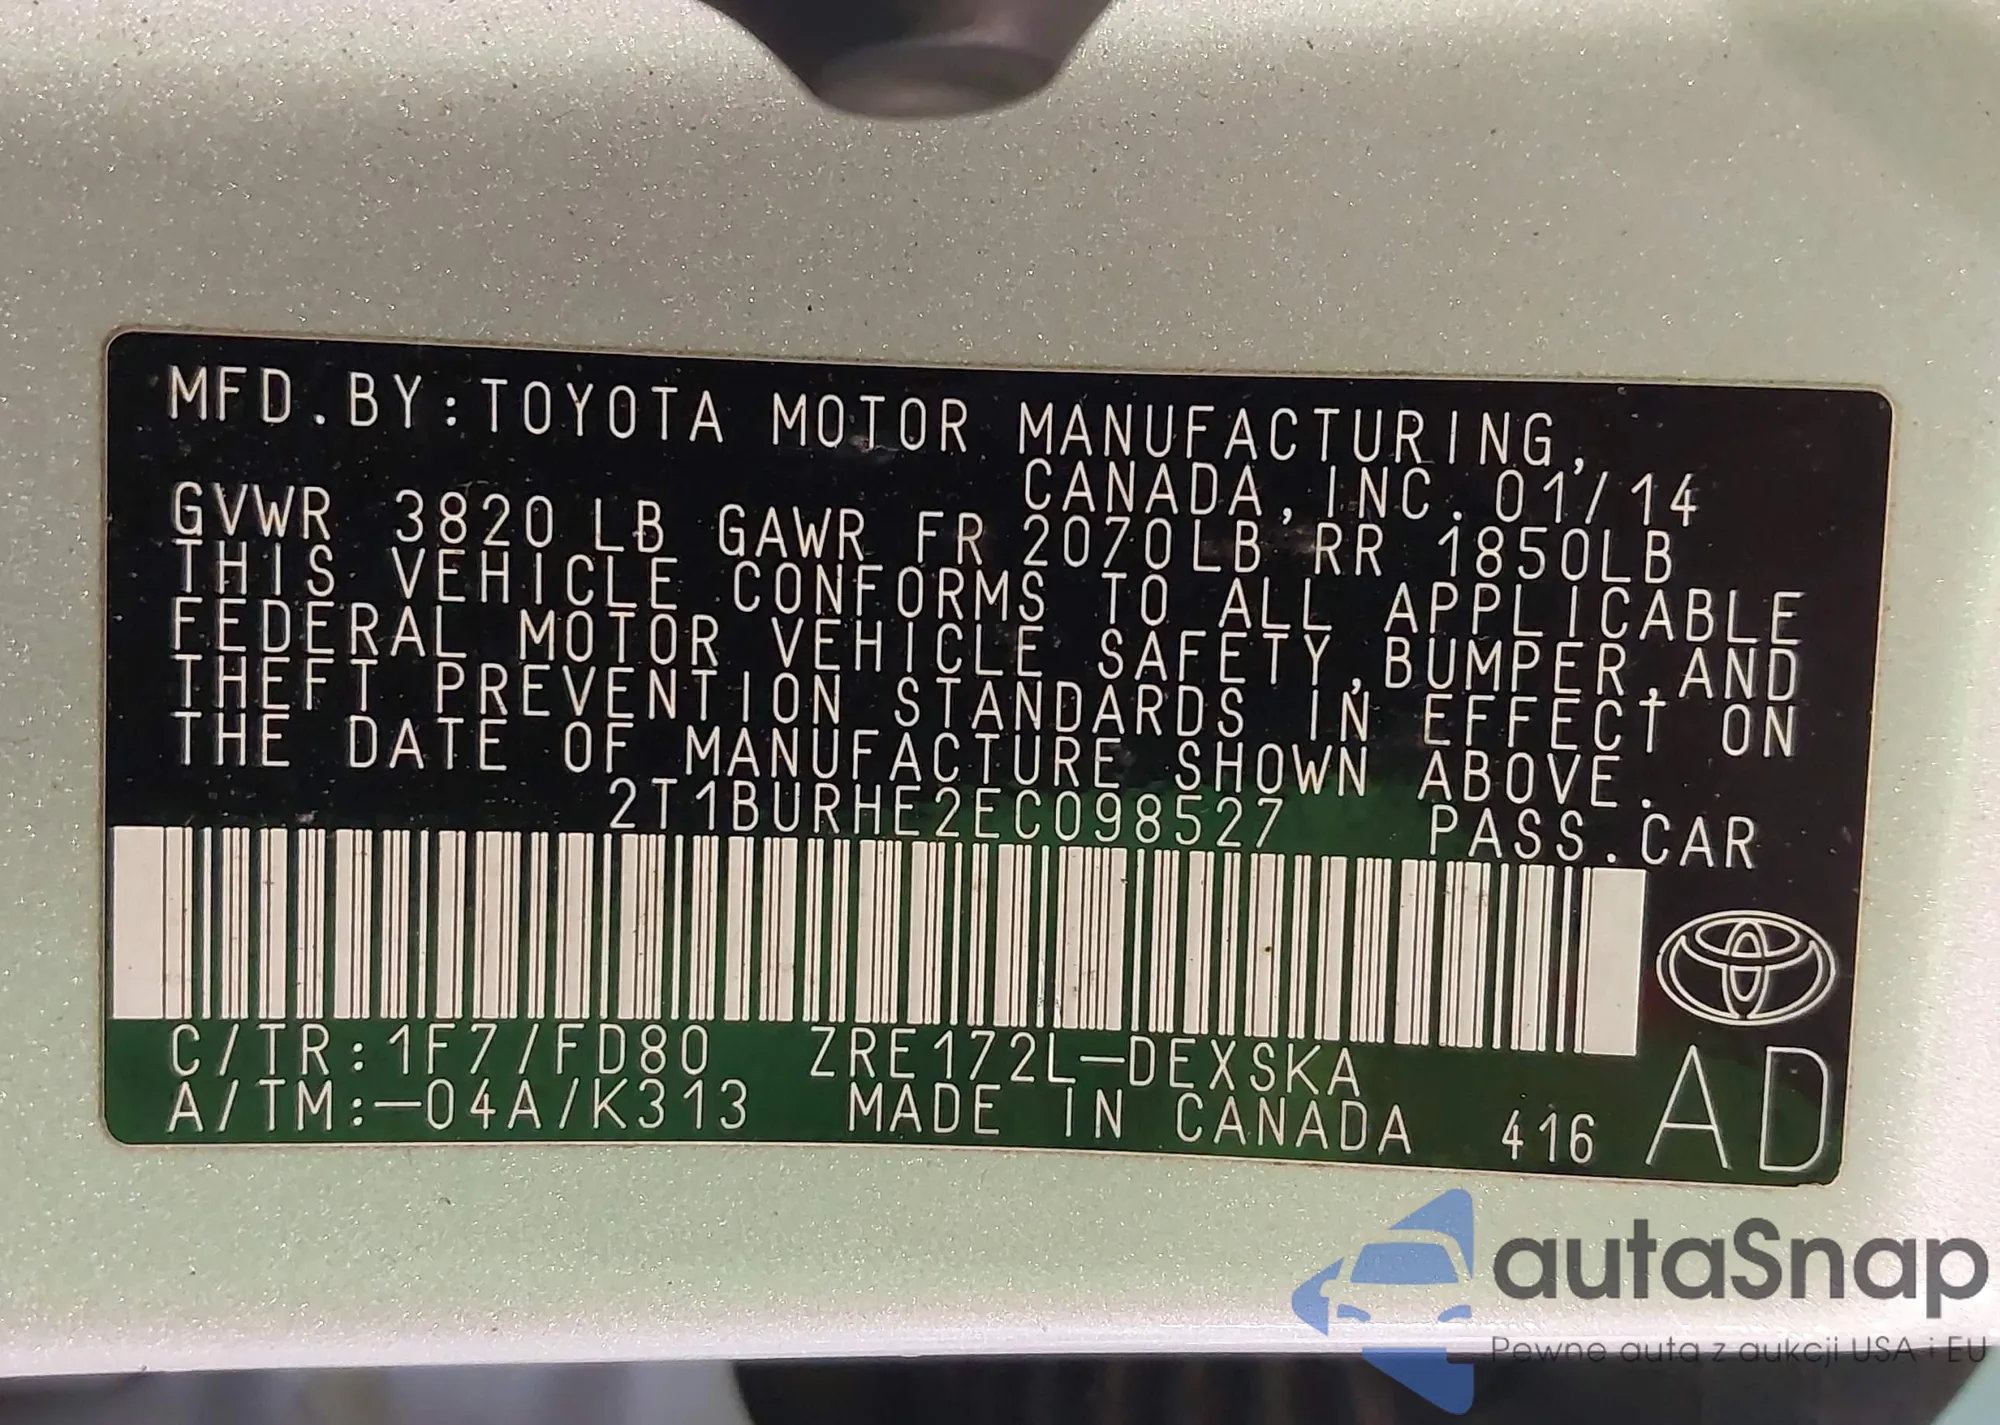 MFD.BY:TOYOTA MOTOR MANUFACTURING,
CANADA,INC.01/14
GVWR 3820 LB GAWR FR 2070LB RR 1850LB
THIS VEHICLE CONFORMS TO ALL APPLICABLE
FEDERAL MOTOR VEHICLE SAFETY,BUMPER,AND
THEFT PREVENTION STANDARDS IN EFFECT ON
THE DATE OF MANUFACTURE SHOWN ABOVE.
2T1BURHE2EC098527 PASS.CAR
C/TR:1F7/FD80 ZRE172L-DEXSKA
A/TM:-04A/K313 MADE IN CANADA 416 AD
autaSnap
Pewne auta z aukcji USA i EU